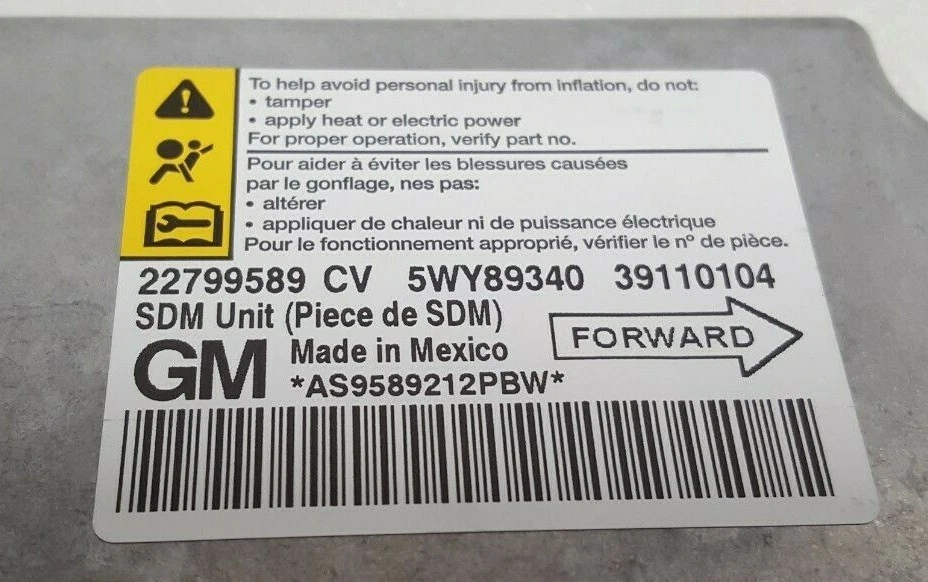 To help avoid personal injury from inflation, do not:
• tamper
• apply heat or electric power
For proper operation, verify part no.
Pour aider à éviter les blessures causées
par le gonflage, nes pas:
• altérer
• appliquer de chaleur ni de puissance électrique
Pour le fonctionnement approprié, vérifier le nº de pièce.
22799589 CV 5WY89340 39110104
SDM Unit (Piece de SDM)
FORWARD
GM Made in Mexico
*AS9589212PBW*